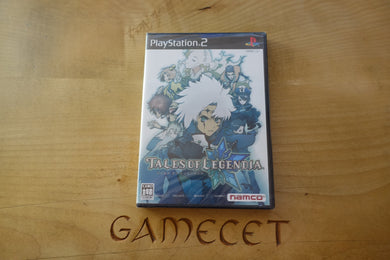 PlayStation.2
TALES OF LEGENDIA
namco
GAMECET